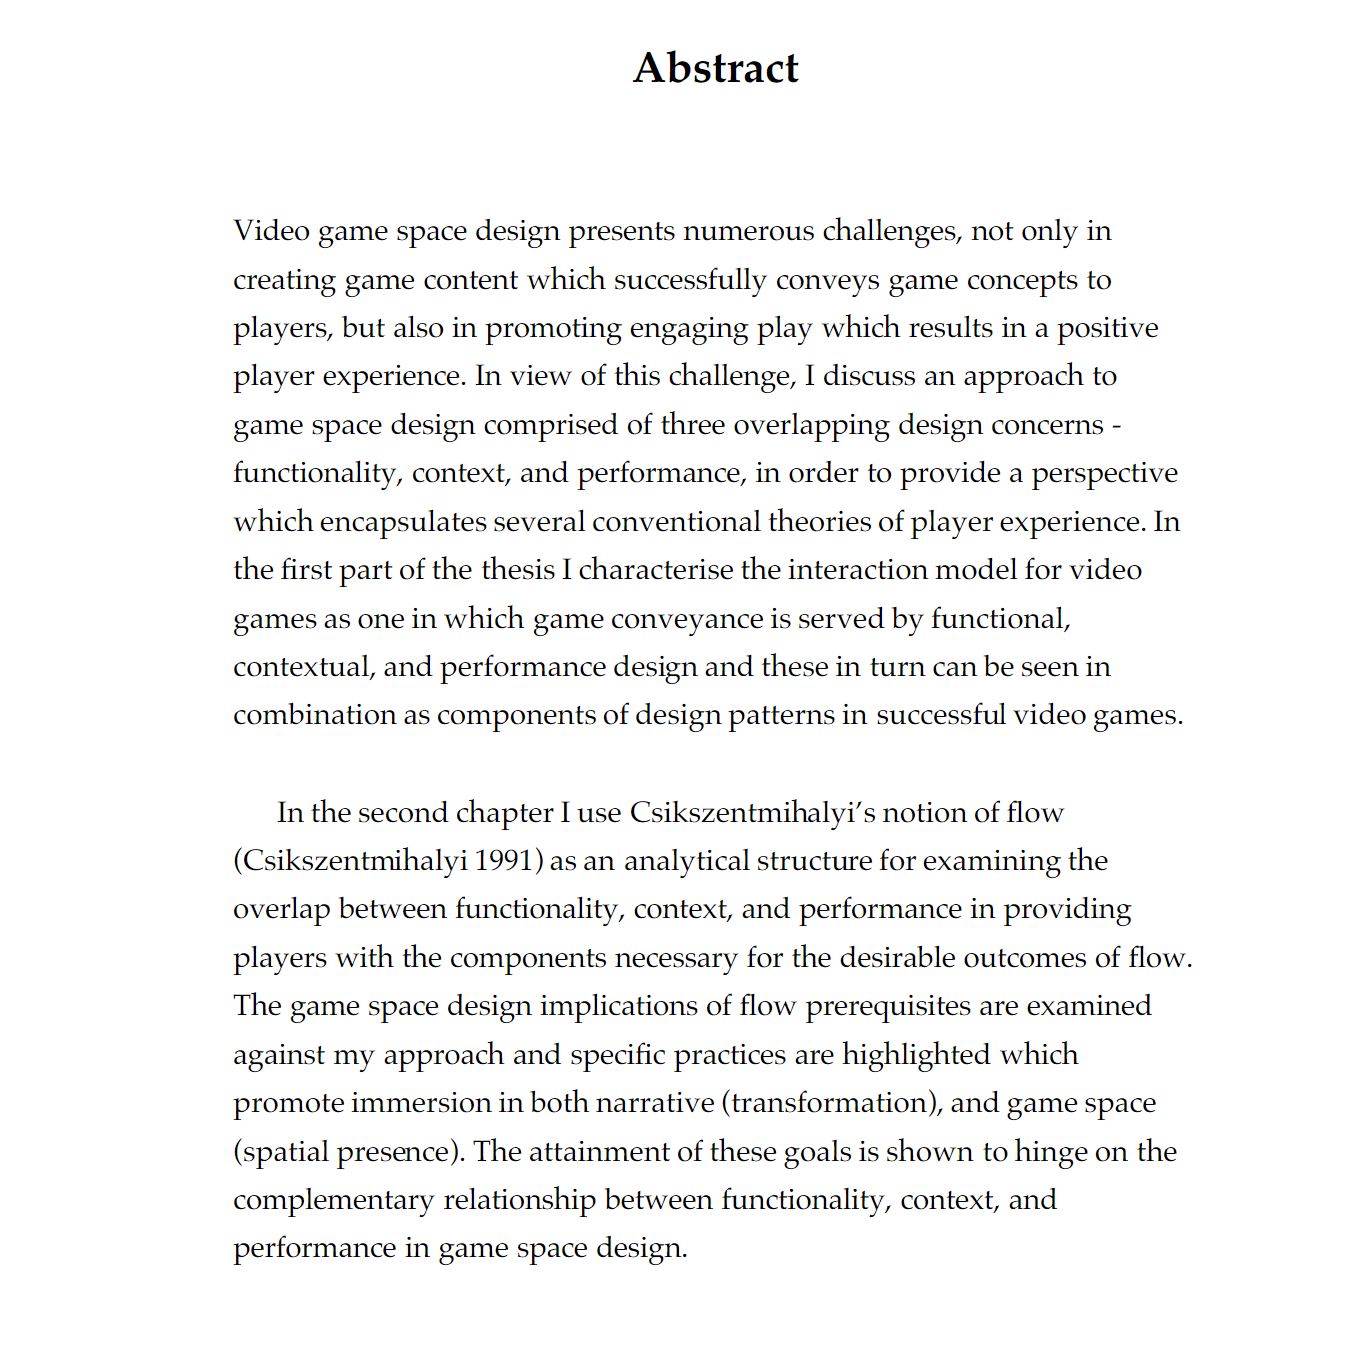 Abstract
Video game space design presents numerous challenges, not only in
creating game content which successfully conveys game concepts to
players, but also in promoting engaging play which results in a positive
player experience. In view of this challenge, I discuss an approach to
game space design comprised of three overlapping design concerns -
functionality, context, and performance, in order to provide a perspective
which encapsulates several conventional theories of player experience. In
the first part of the thesis I characterise the interaction model for video
games as one in which game conveyance is served by functional,
contextual, and performance design and these in turn can be seen in
combination as components of design patterns in successful video games.
In the second chapter I use Csikszentmihalyi’s notion of flow
(Csikszentmihalyi 1991) as an analytical structure for examining the
overlap between functionality, context, and performance in providing
players with the components necessary for the desirable outcomes of flow.
The game space design implications of flow prerequisites are examined
against my approach and specific practices are highlighted which
promote immersion in both narrative (transformation), and game space
(spatial presence). The attainment of these goals is shown to hinge on the
complementary relationship between functionality, context, and
performance in game space design.